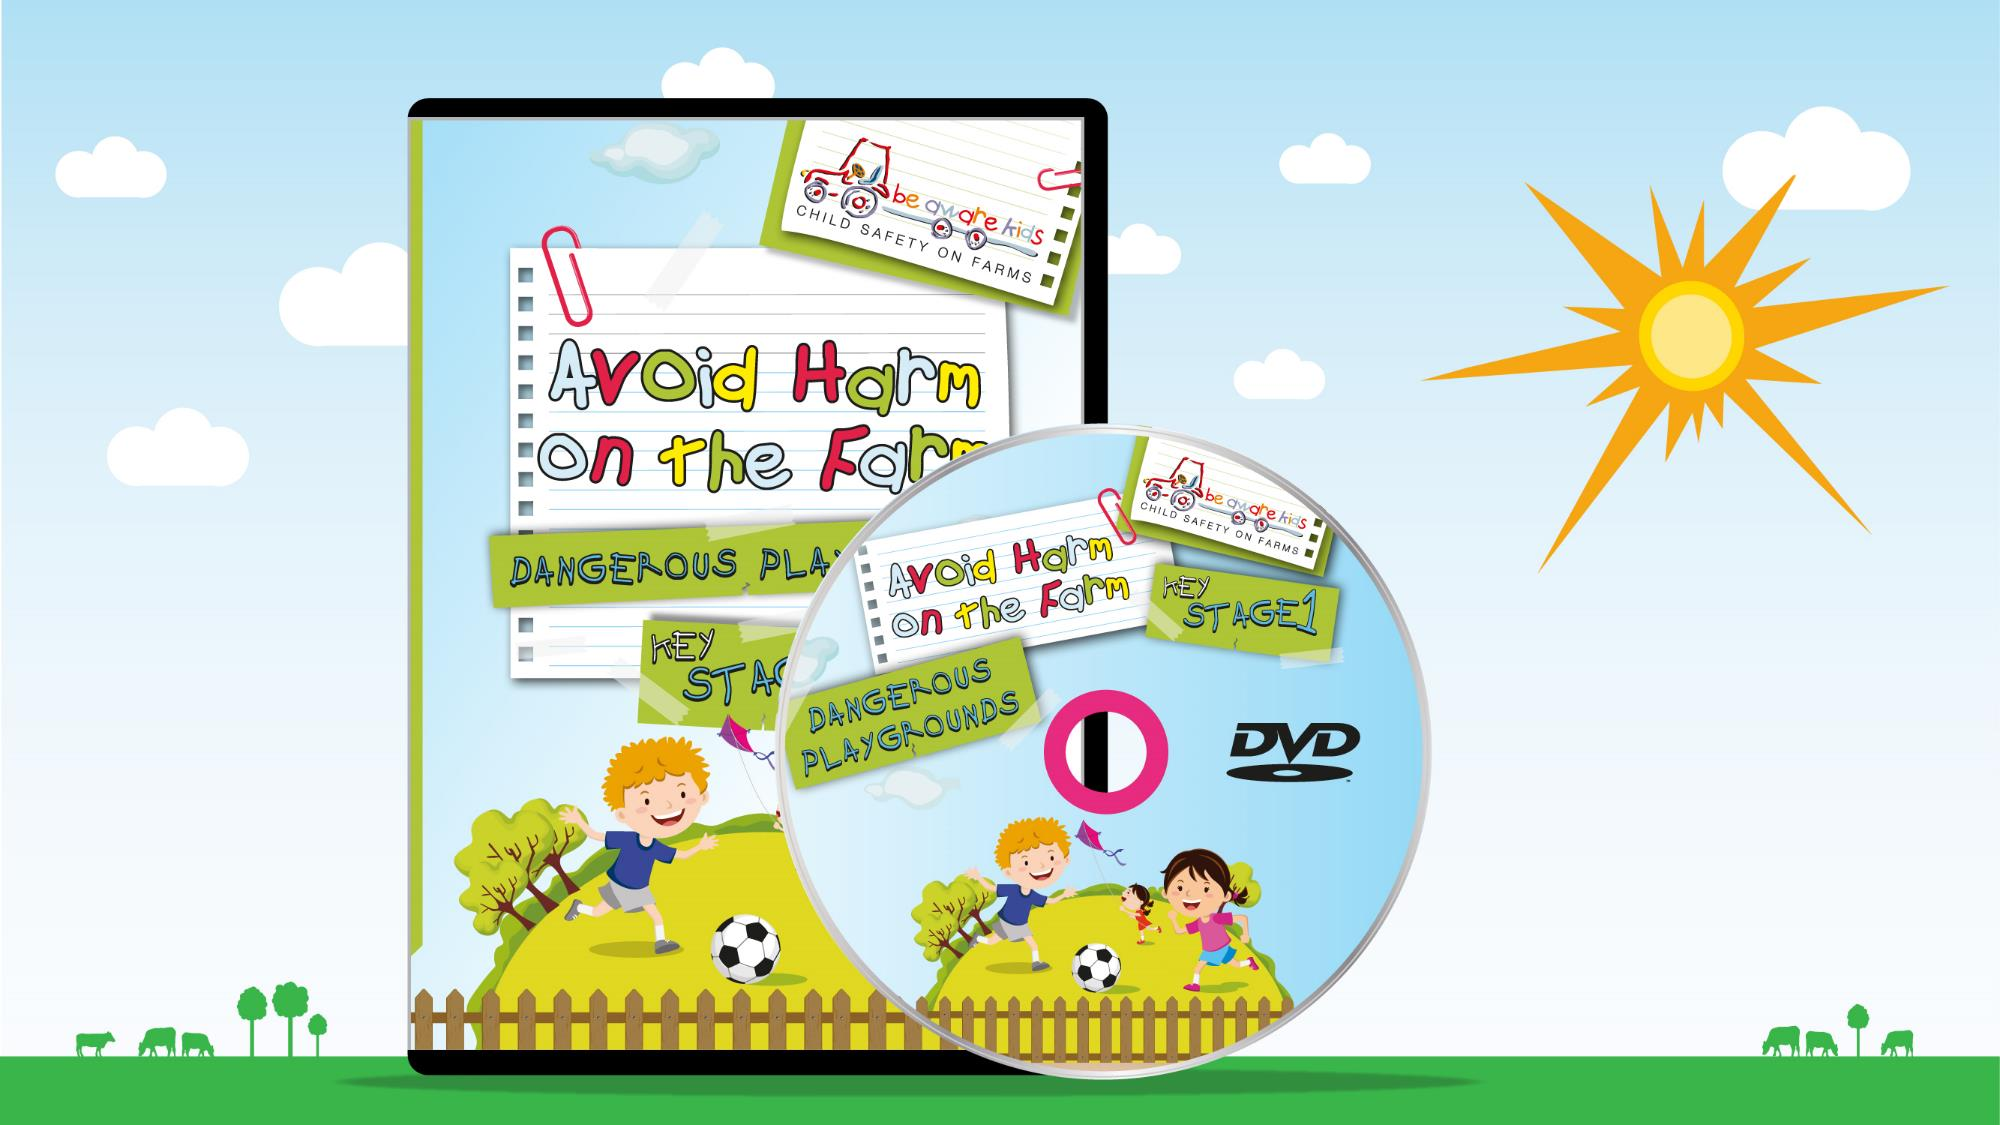 be aware kids
CHILD SAFETY ON FARMS
Avoid Harm
on the Farm
DANGEROUS PLA
KEY
STAG
be aware kids
CHILD SAFETY ON FARMS
Avoid Harm
on the Farm
KEY
STAGE1
DANGEROUS
PLAYGROUNDS
DVD